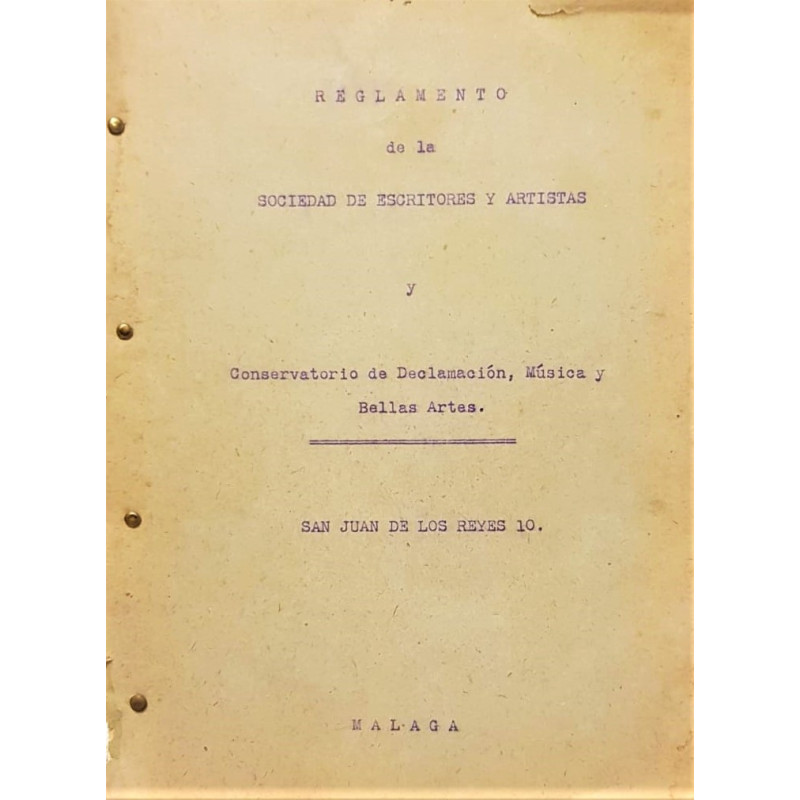 REGLAMENTO
de la
SOCIEDAD DE ESCRITORES Y ARTISTAS
y
Conservatorio de Declamación, Música y
Bellas Artes.
SAN JUAN DE LOS REYES 10.
MALAGA